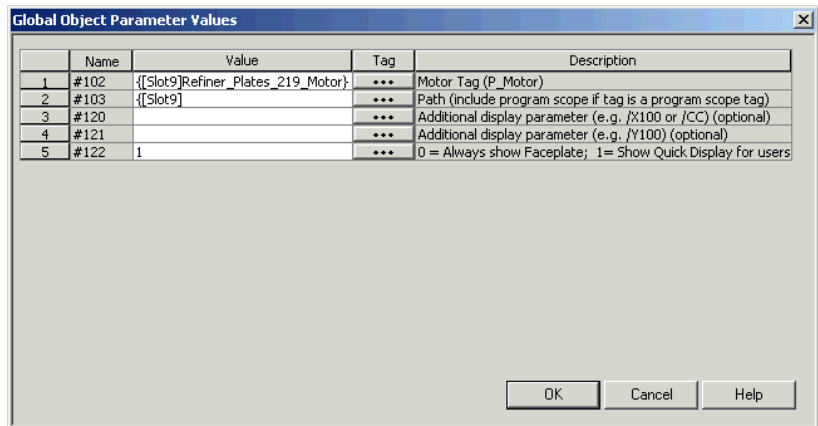 Global Object Parameter Values
Name Value Tag Description
1 #102 {[Slot9]Refiner_Plates_219_Motor} ••• Motor Tag (P_Motor)
2 #103 {[Slot9] ••• Path (include program scope if tag is a program scope tag)
3 #120 ••• Additional display parameter (e.g. /X100 or /CC) (optional)
4 #121 ••• Additional display parameter (e.g. /Y100) (optional)
5 #122 1 ••• 0 = Always show Faceplate; 1= Show Quick Display for users
OK Cancel Help